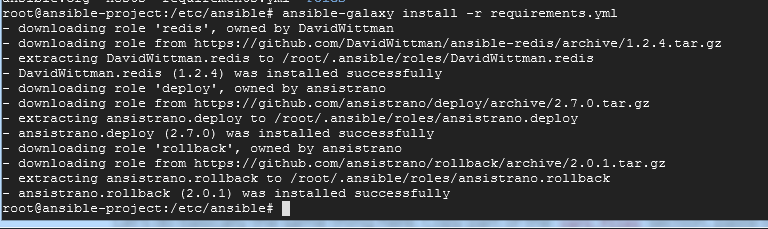 root@ansible-project:/etc/ansible# ansible-galaxy install -r requirements.yml
- downloading role 'redis', owned by DavidWittman
- downloading role from https://github.com/DavidWittman/ansible-redis/archive/1.2.4.tar.gz
- extracting DavidWittman.redis to /root/.ansible/roles/DavidWittman.redis
- DavidWittman.redis (1.2.4) was installed successfully
- downloading role 'deploy', owned by ansistrano
- downloading role from https://github.com/ansistrano/deploy/archive/2.7.0.tar.gz
- extracting ansistrano.deploy to /root/.ansible/roles/ansistrano.deploy
- ansistrano.deploy (2.7.0) was installed successfully
- downloading role 'rollback', owned by ansistrano
- downloading role from https://github.com/ansistrano/rollback/archive/2.0.1.tar.gz
- extracting ansistrano.rollback to /root/.ansible/roles/ansistrano.rollback
- ansistrano.rollback (2.0.1) was installed successfully
root@ansible-project:/etc/ansible#